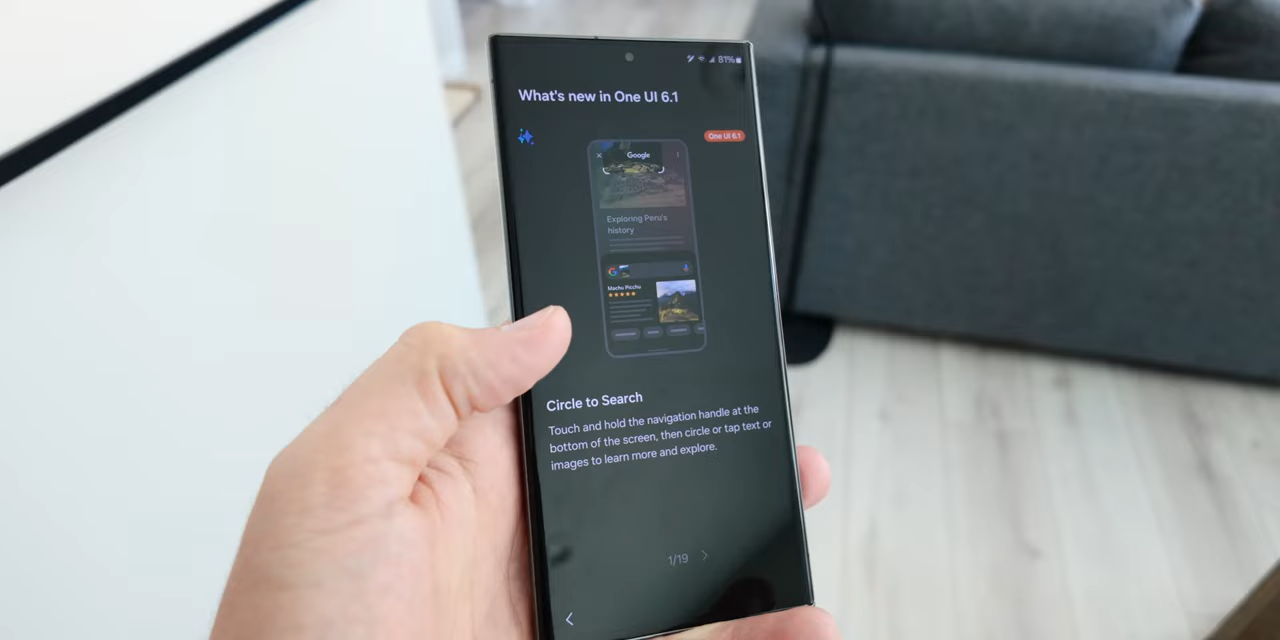 81%
What's new in One UI 6.1
One UI 6.1
Google
Exploring Peru's
history
Machu Picchu
Circle to Search
Touch and hold the navigation handle at the
bottom of the screen, then circle or tap text or
images to learn more and explore.
1/19